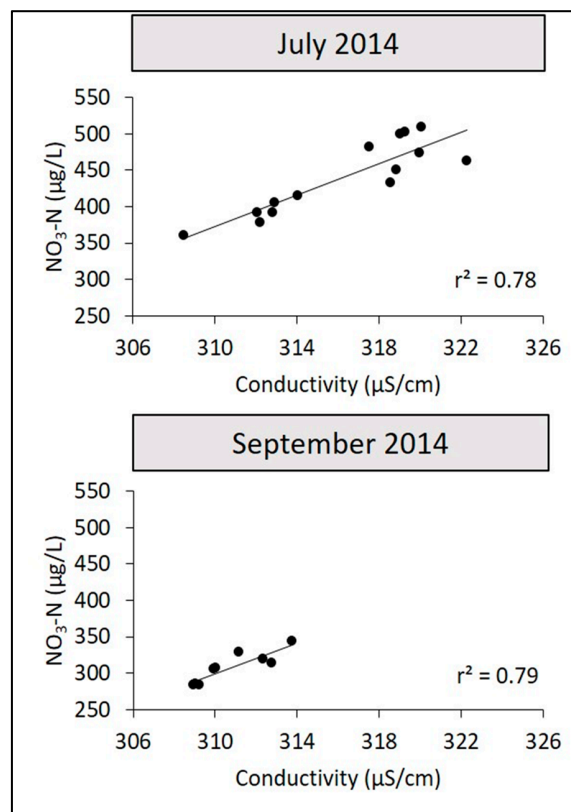 July 2014
550
500
450
400
350
300
250
NO₃-N (µg/L)
r² = 0.78
306 310 314 318 322 326
Conductivity (µS/cm)
September 2014
550
500
450
400
350
300
250
NO₃-N (µg/L)
r² = 0.79
306 310 314 318 322 326
Conductivity (µS/cm)